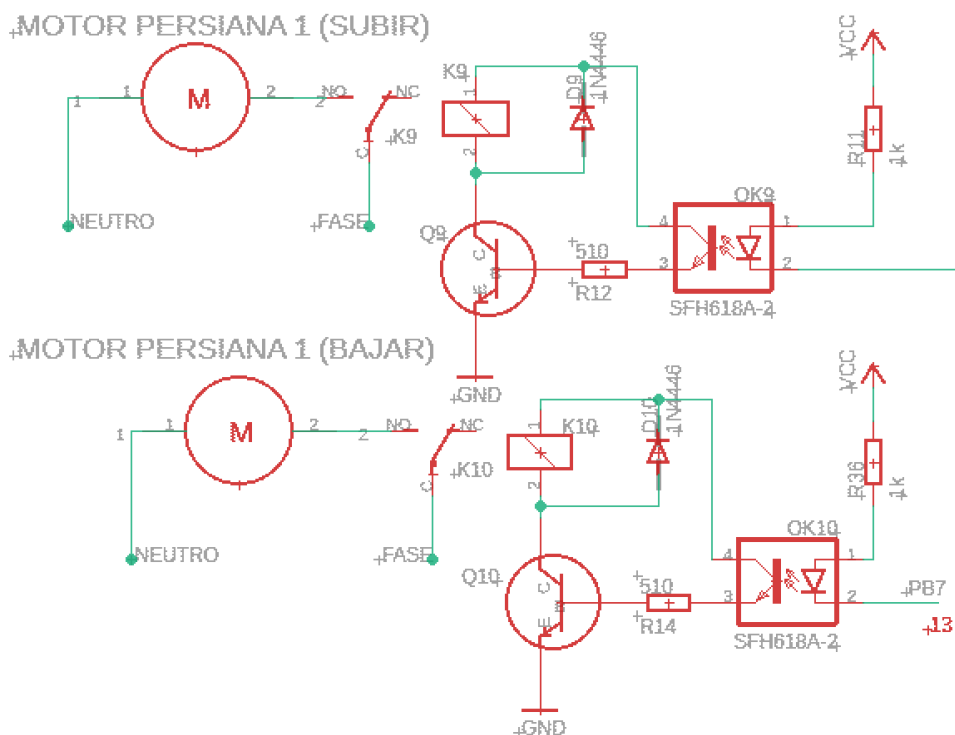 MOTOR PERSIANA 1 (SUBIR)
1 1 M 2 2 NO NC
C K9
NEUTRO FASE
K9 1 2
D9 1N4446
VCC
R11 1k
Q9 C B E
510
R12
OK9
4 3 1 2
SFH618A-2
GND
MOTOR PERSIANA 1 (BAJAR)
1 1 M 2 2 NO NC
C K10
NEUTRO FASE
K10 1 2
D10 1N4446
VCC
R36 1k
Q10 C B E
510
R14
OK10
4 3 1 2
SFH618A-2
PB7
13
GND